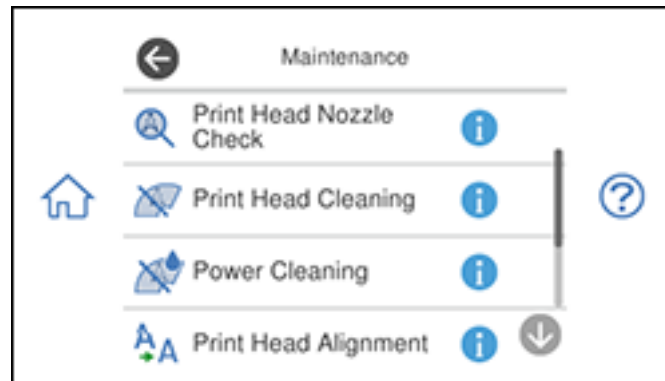 Maintenance
Print Head Nozzle
Check
Print Head Cleaning
Power Cleaning
Print Head Alignment